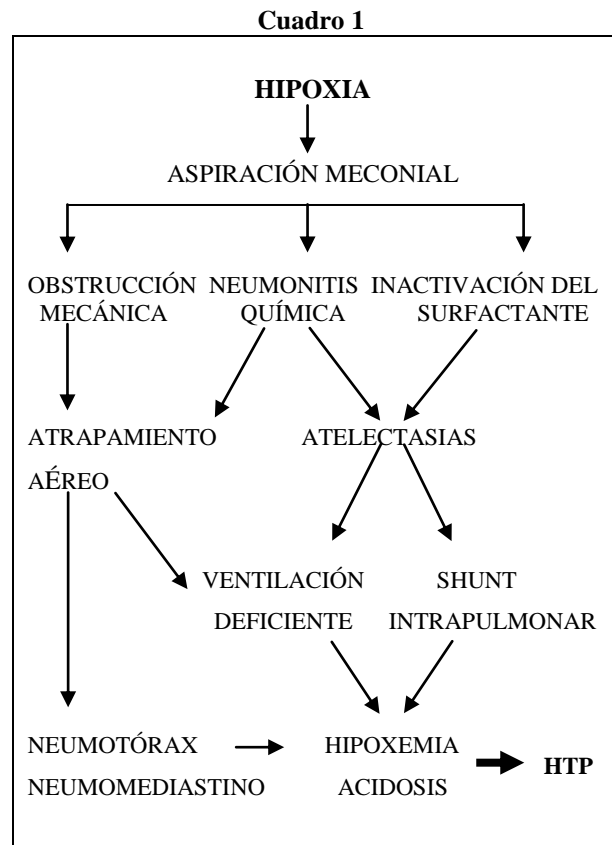 Cuadro 1
HIPOXIA
ASPIRACIÓN MECONIAL
OBSTRUCCIÓN NEUMONITIS INACTIVACIÓN DEL
MECÁNICA QUÍMICA SURFACTANTE
ATRAPAMIENTO ATELECTASIAS
AÉREO
VENTILACIÓN SHUNT
DEFICIENTE INTRAPULMONAR
NEUMOTÓRAX HIPOXEMIA
HTP
NEUMOMEDIASTINO ACIDOSIS